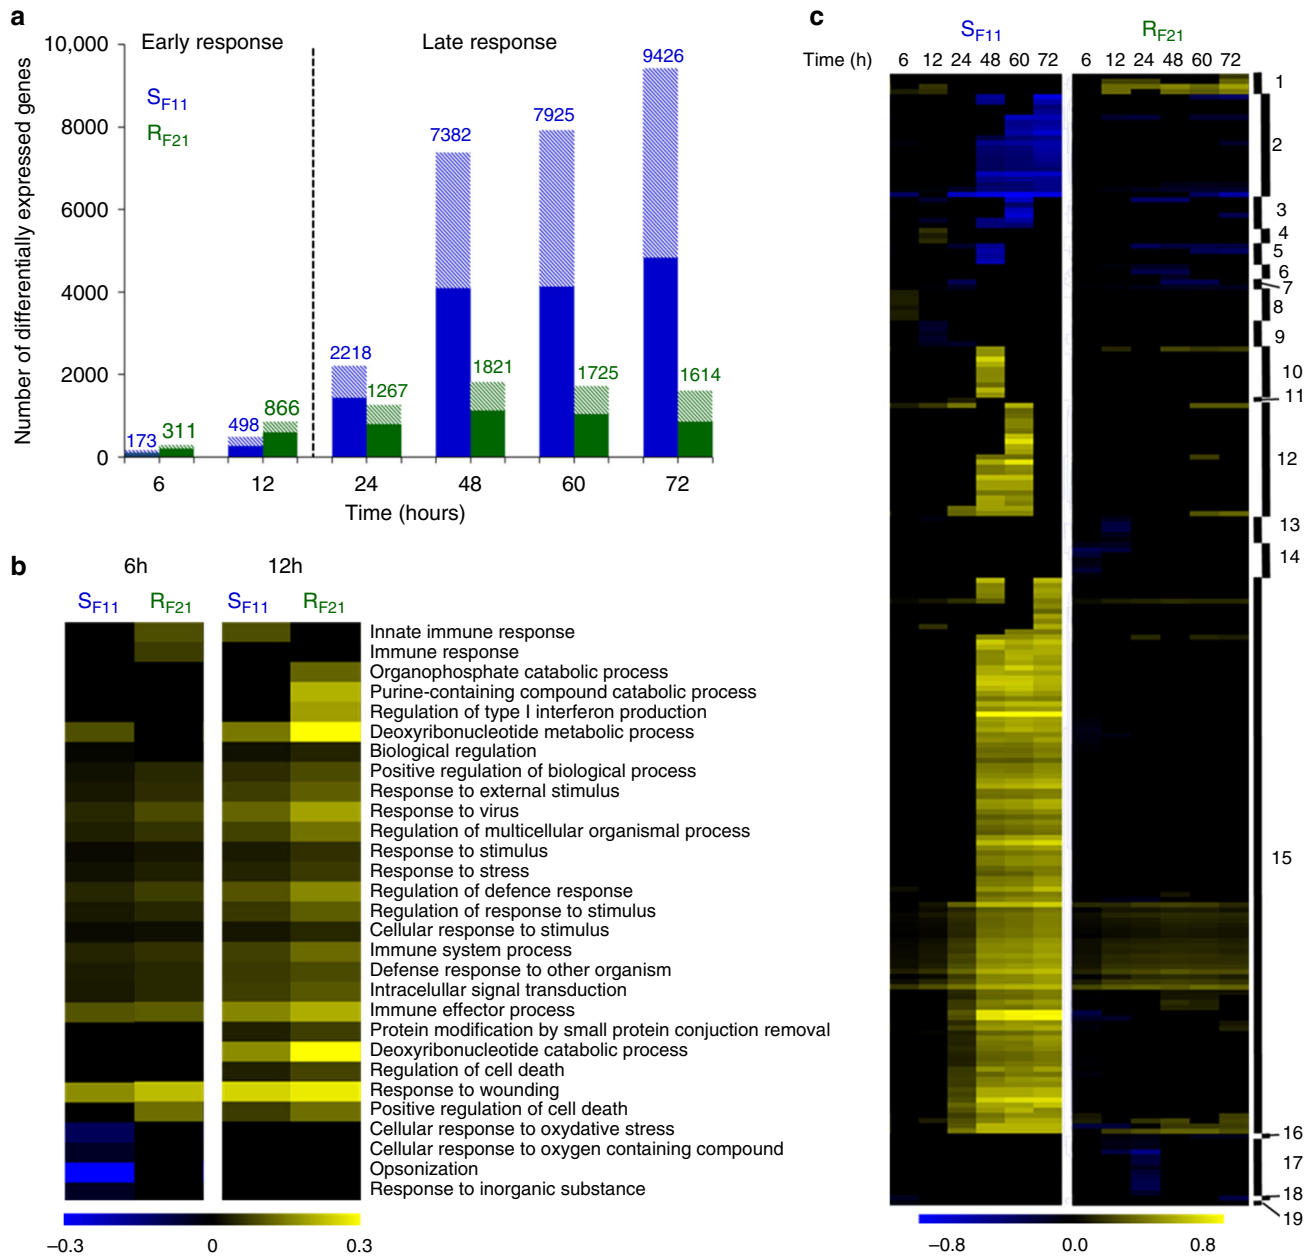 a
Early response
Late response
S F11
R F21
Number of differentially expressed genes
10,000
8000
6000
4000
2000
0
173
311
498
866
2218
1267
7382
1821
7925
1725
9426
1614
6 12 24 48 60 72
Time (hours)
b
6h 12h
S F11 R F21 S F11 R F21
Innate immune response
Immune response
Organophosphate catabolic process
Purine-containing compound catabolic process
Regulation of type I interferon production
Deoxyribonucleotide metabolic process
Biological regulation
Positive regulation of biological process
Response to external stimulus
Response to virus
Regulation of multicellular organismal process
Response to stimulus
Response to stress
Regulation of defence response
Regulation of response to stimulus
Cellular response to stimulus
Immune system process
Defense response to other organism
Intracelullar signal transduction
Immune effector process
Protein modification by small protein conjuction removal
Deoxyribonucleotide catabolic process
Regulation of cell death
Response to wounding
Positive regulation of cell death
Cellular response to oxydative stress
Cellular response to oxygen containing compound
Opsonization
Response to inorganic substance
−0.3 0 0.3
c
S F11 R F21
Time (h) 6 12 24 48 60 72 6 12 24 48 60 72
1
2
3
4
5
6
7
8
9
10
11
12
13
14
15
16
17
18
19
−0.8 0.0 0.8